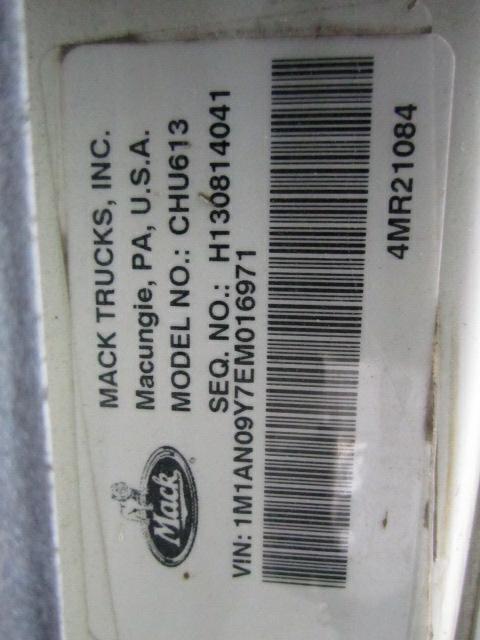 MACK TRUCKS, INC.
Macungie, PA, U.S.A.
MODEL NO.: CHU613
SEQ. NO.: H130814041
Mack
VIN: 1M1AN09Y7EM016971
4MR21084